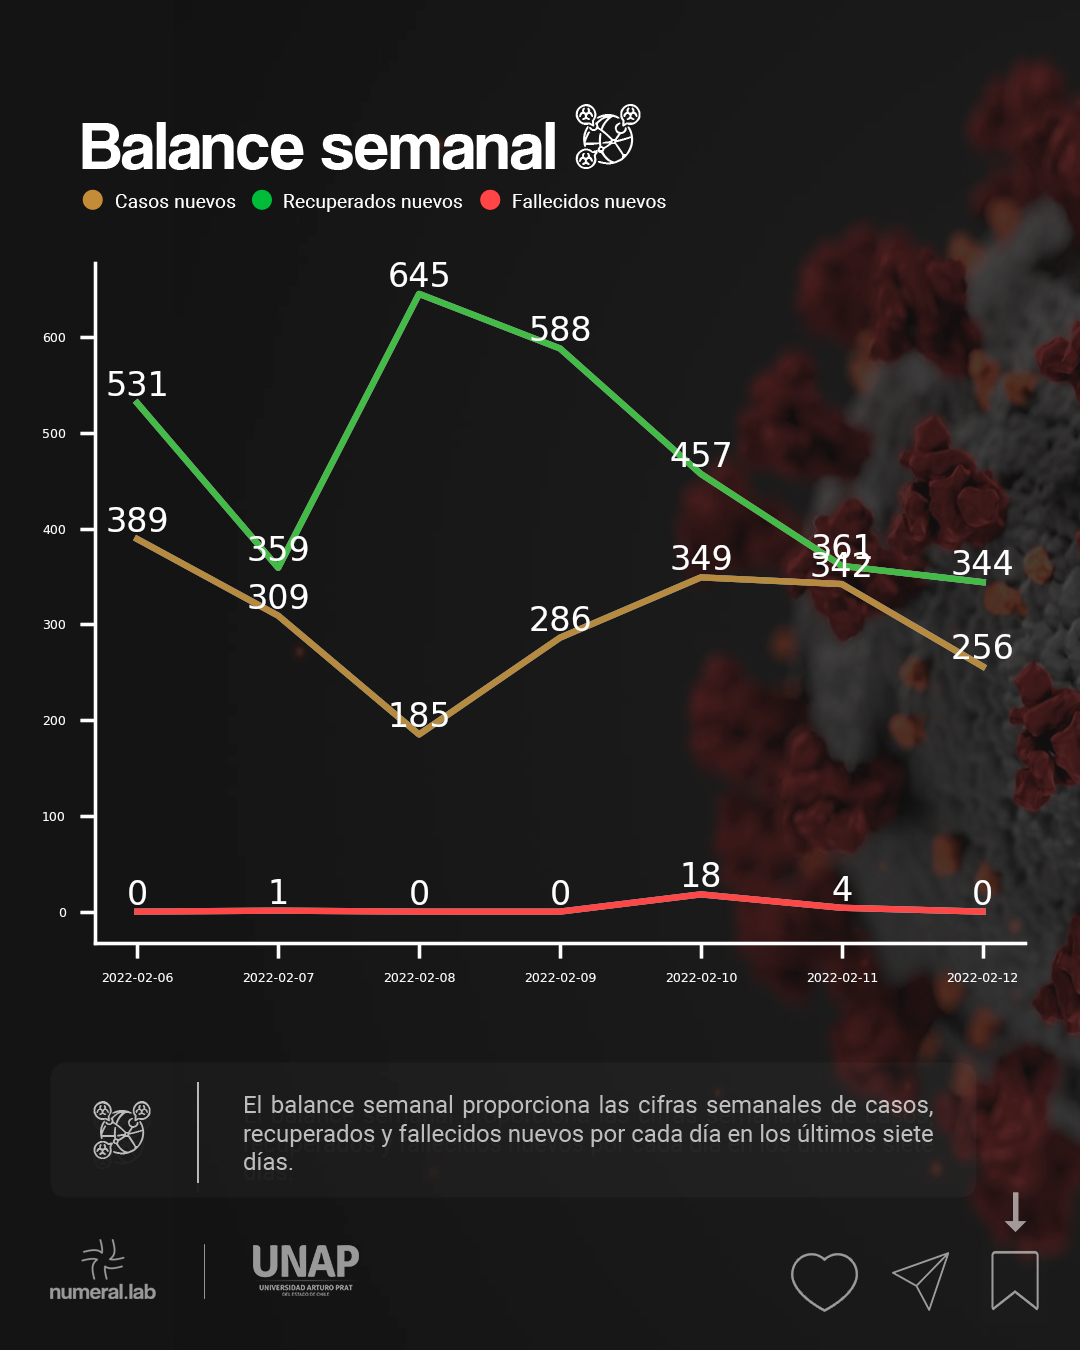 Balance semanal
Casos nuevos Recuperados nuevos Fallecidos nuevos
645
588
600
531
500
457
389
400
359
349
361
342
344
309
300
286
256
185
200
100
0 1 0 0 18 4 0
0
2022-02-06 2022-02-07 2022-02-08 2022-02-09 2022-02-10 2022-02-11 2022-02-12
El balance semanal proporciona las cifras semanales de casos,
recuperados y fallecidos nuevos por cada día en los últimos siete
días.
numeral.lab
UNAP
UNIVERSIDAD ARTURO PRAT
DEL ESTADO DE CHILE